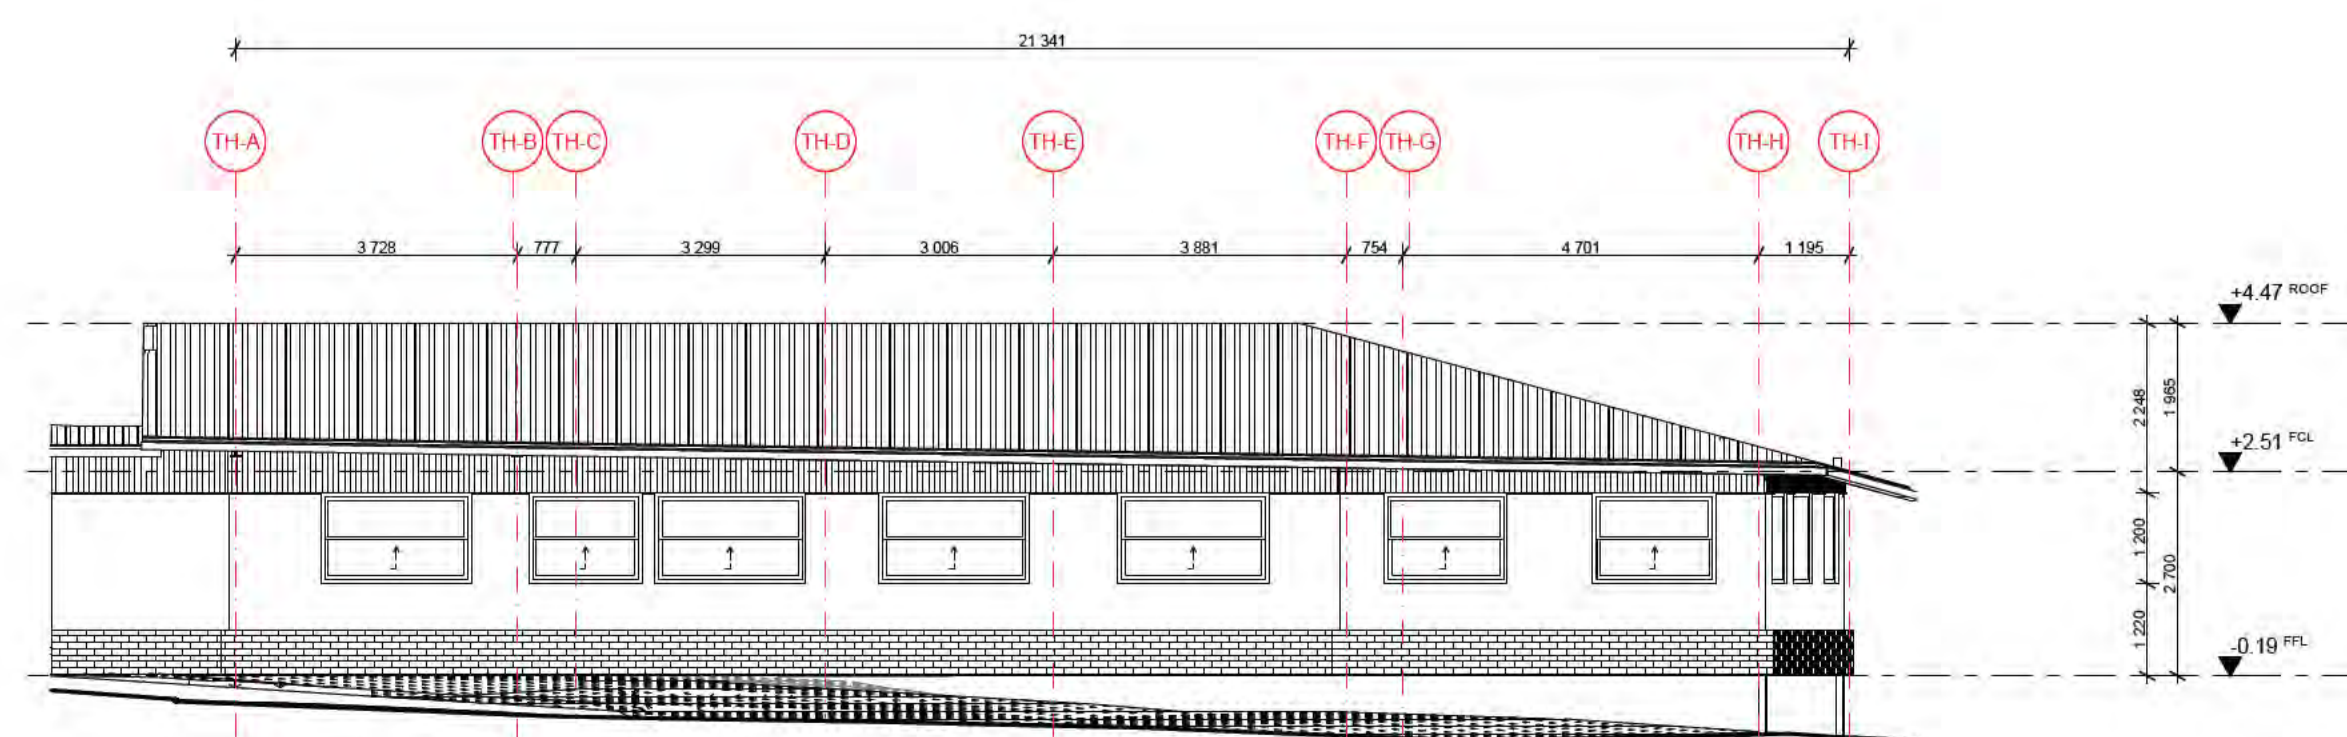 21 341
TH-A TH-B TH-C TH-D TH-E TH-F TH-G TH-H TH-I
3 728 777 3 299 3 006 3 881 754 4 701 1 195
+4.47 ROOF
2 248
1 965
+2.51 FCL
1 200
2 700
1 220
-0.19 FFL